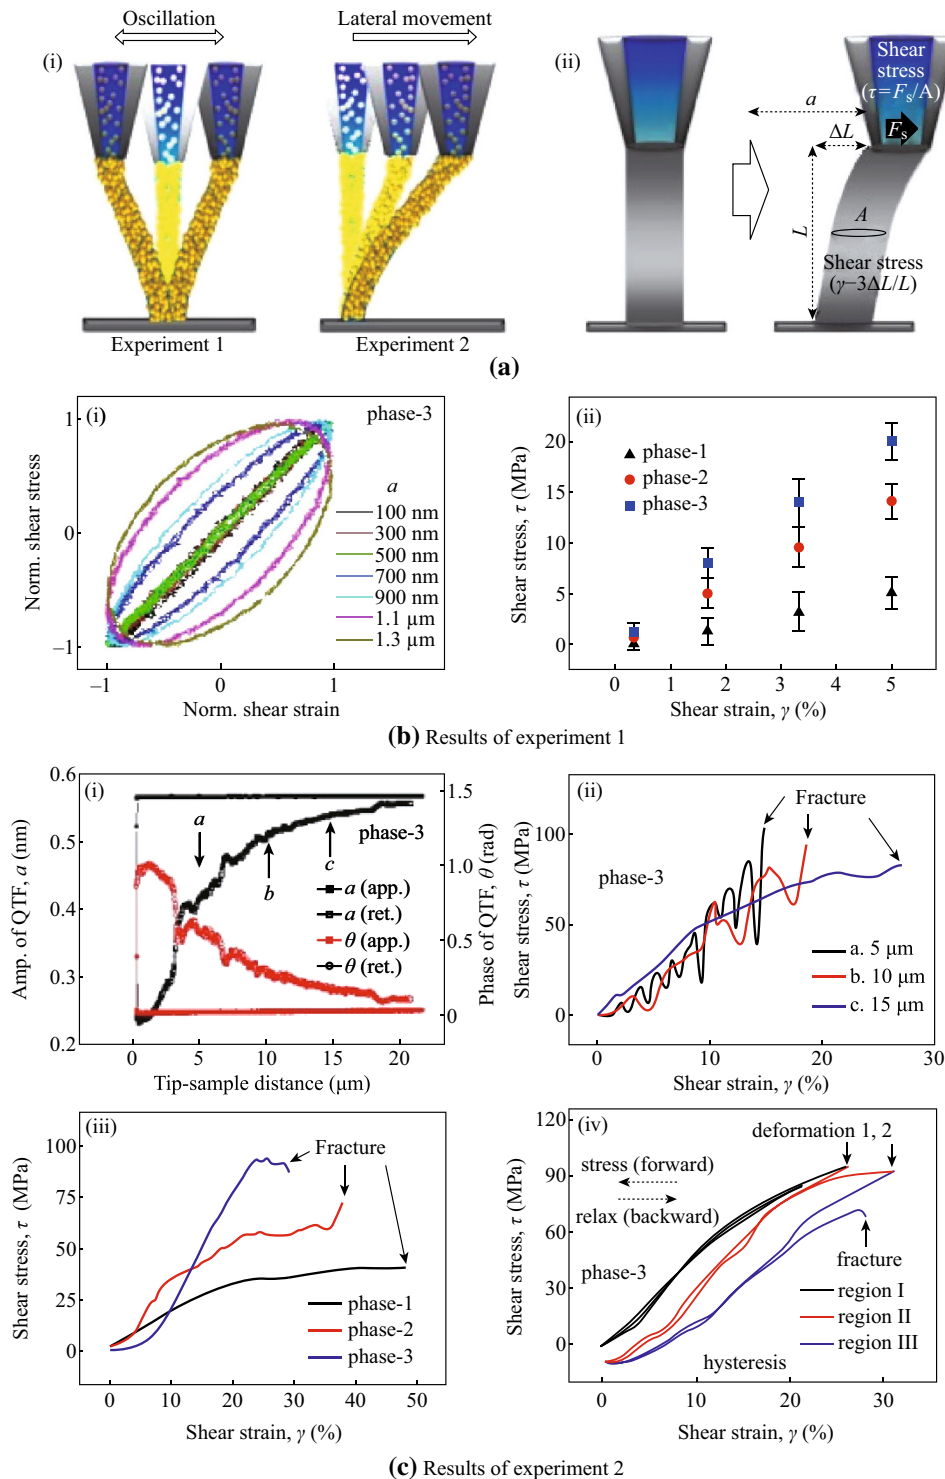 Oscillation
Lateral movement
(i)
(ii)
Shear
stress
(τ=Fs/A)
a
Fs
ΔL
L
A
Shear stress
(γ−3ΔL/L)
Experiment 1
Experiment 2
(a)
(i)
phase-3
Norm. shear stress
1
0
−1
a
100 nm
300 nm
500 nm
700 nm
900 nm
1.1 µm
1.3 µm
−1
0
1
Norm. shear strain
(ii)
Shear stress, τ (MPa)
20
15
10
5
0
phase-1
phase-2
phase-3
0
1
2
3
4
5
Shear strain, γ (%)
(b) Results of experiment 1
(i)
Amp. of QTF, a (nm)
0.6
0.5
0.4
0.3
0.2
a
b
c
phase-3
a (app.)
a (ret.)
θ (app.)
θ (ret.)
1.5
1.0
0.5
0
Phase of QTF, θ (rad)
0
5
10
15
20
Tip-sample distance (µm)
(ii)
Fracture
Shear stress, τ (MPa)
100
50
0
phase-3
a. 5 µm
b. 10 µm
c. 15 µm
0
10
20
30
Shear strain, γ (%)
(iii)
Fracture
Shear stress, τ (MPa)
100
75
50
25
0
phase-1
phase-2
phase-3
0
10
20
30
40
50
Shear strain, γ (%)
(iv)
deformation 1, 2
stress (forward)
relax (backward)
Shear stress, τ (MPa)
120
90
60
30
0
phase-3
fracture
region I
region II
region III
hysteresis
0
10
20
30
Shear strain, γ (%)
(c) Results of experiment 2